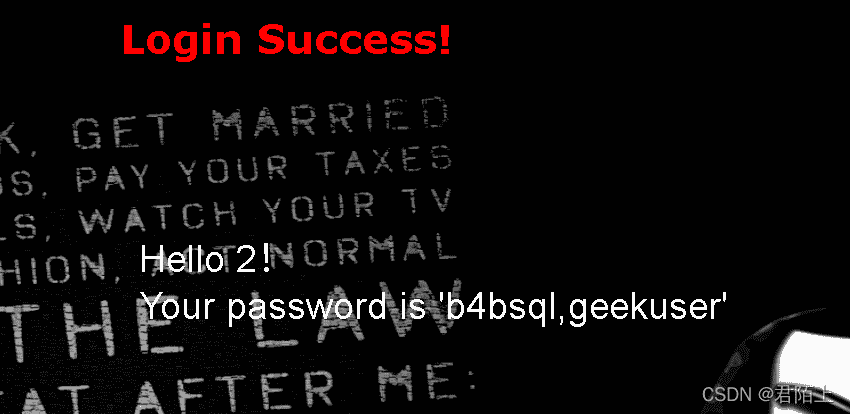 Login Success!
K, GET MARRIED
S, PAY YOUR TAXES
LS, WATCH YOUR TV
HION, ACT NORMAL
Hello 2!
Your password is 'b4bsql,geekuser'
THE LAW
AT AFTER ME:
CSDN @君陌上